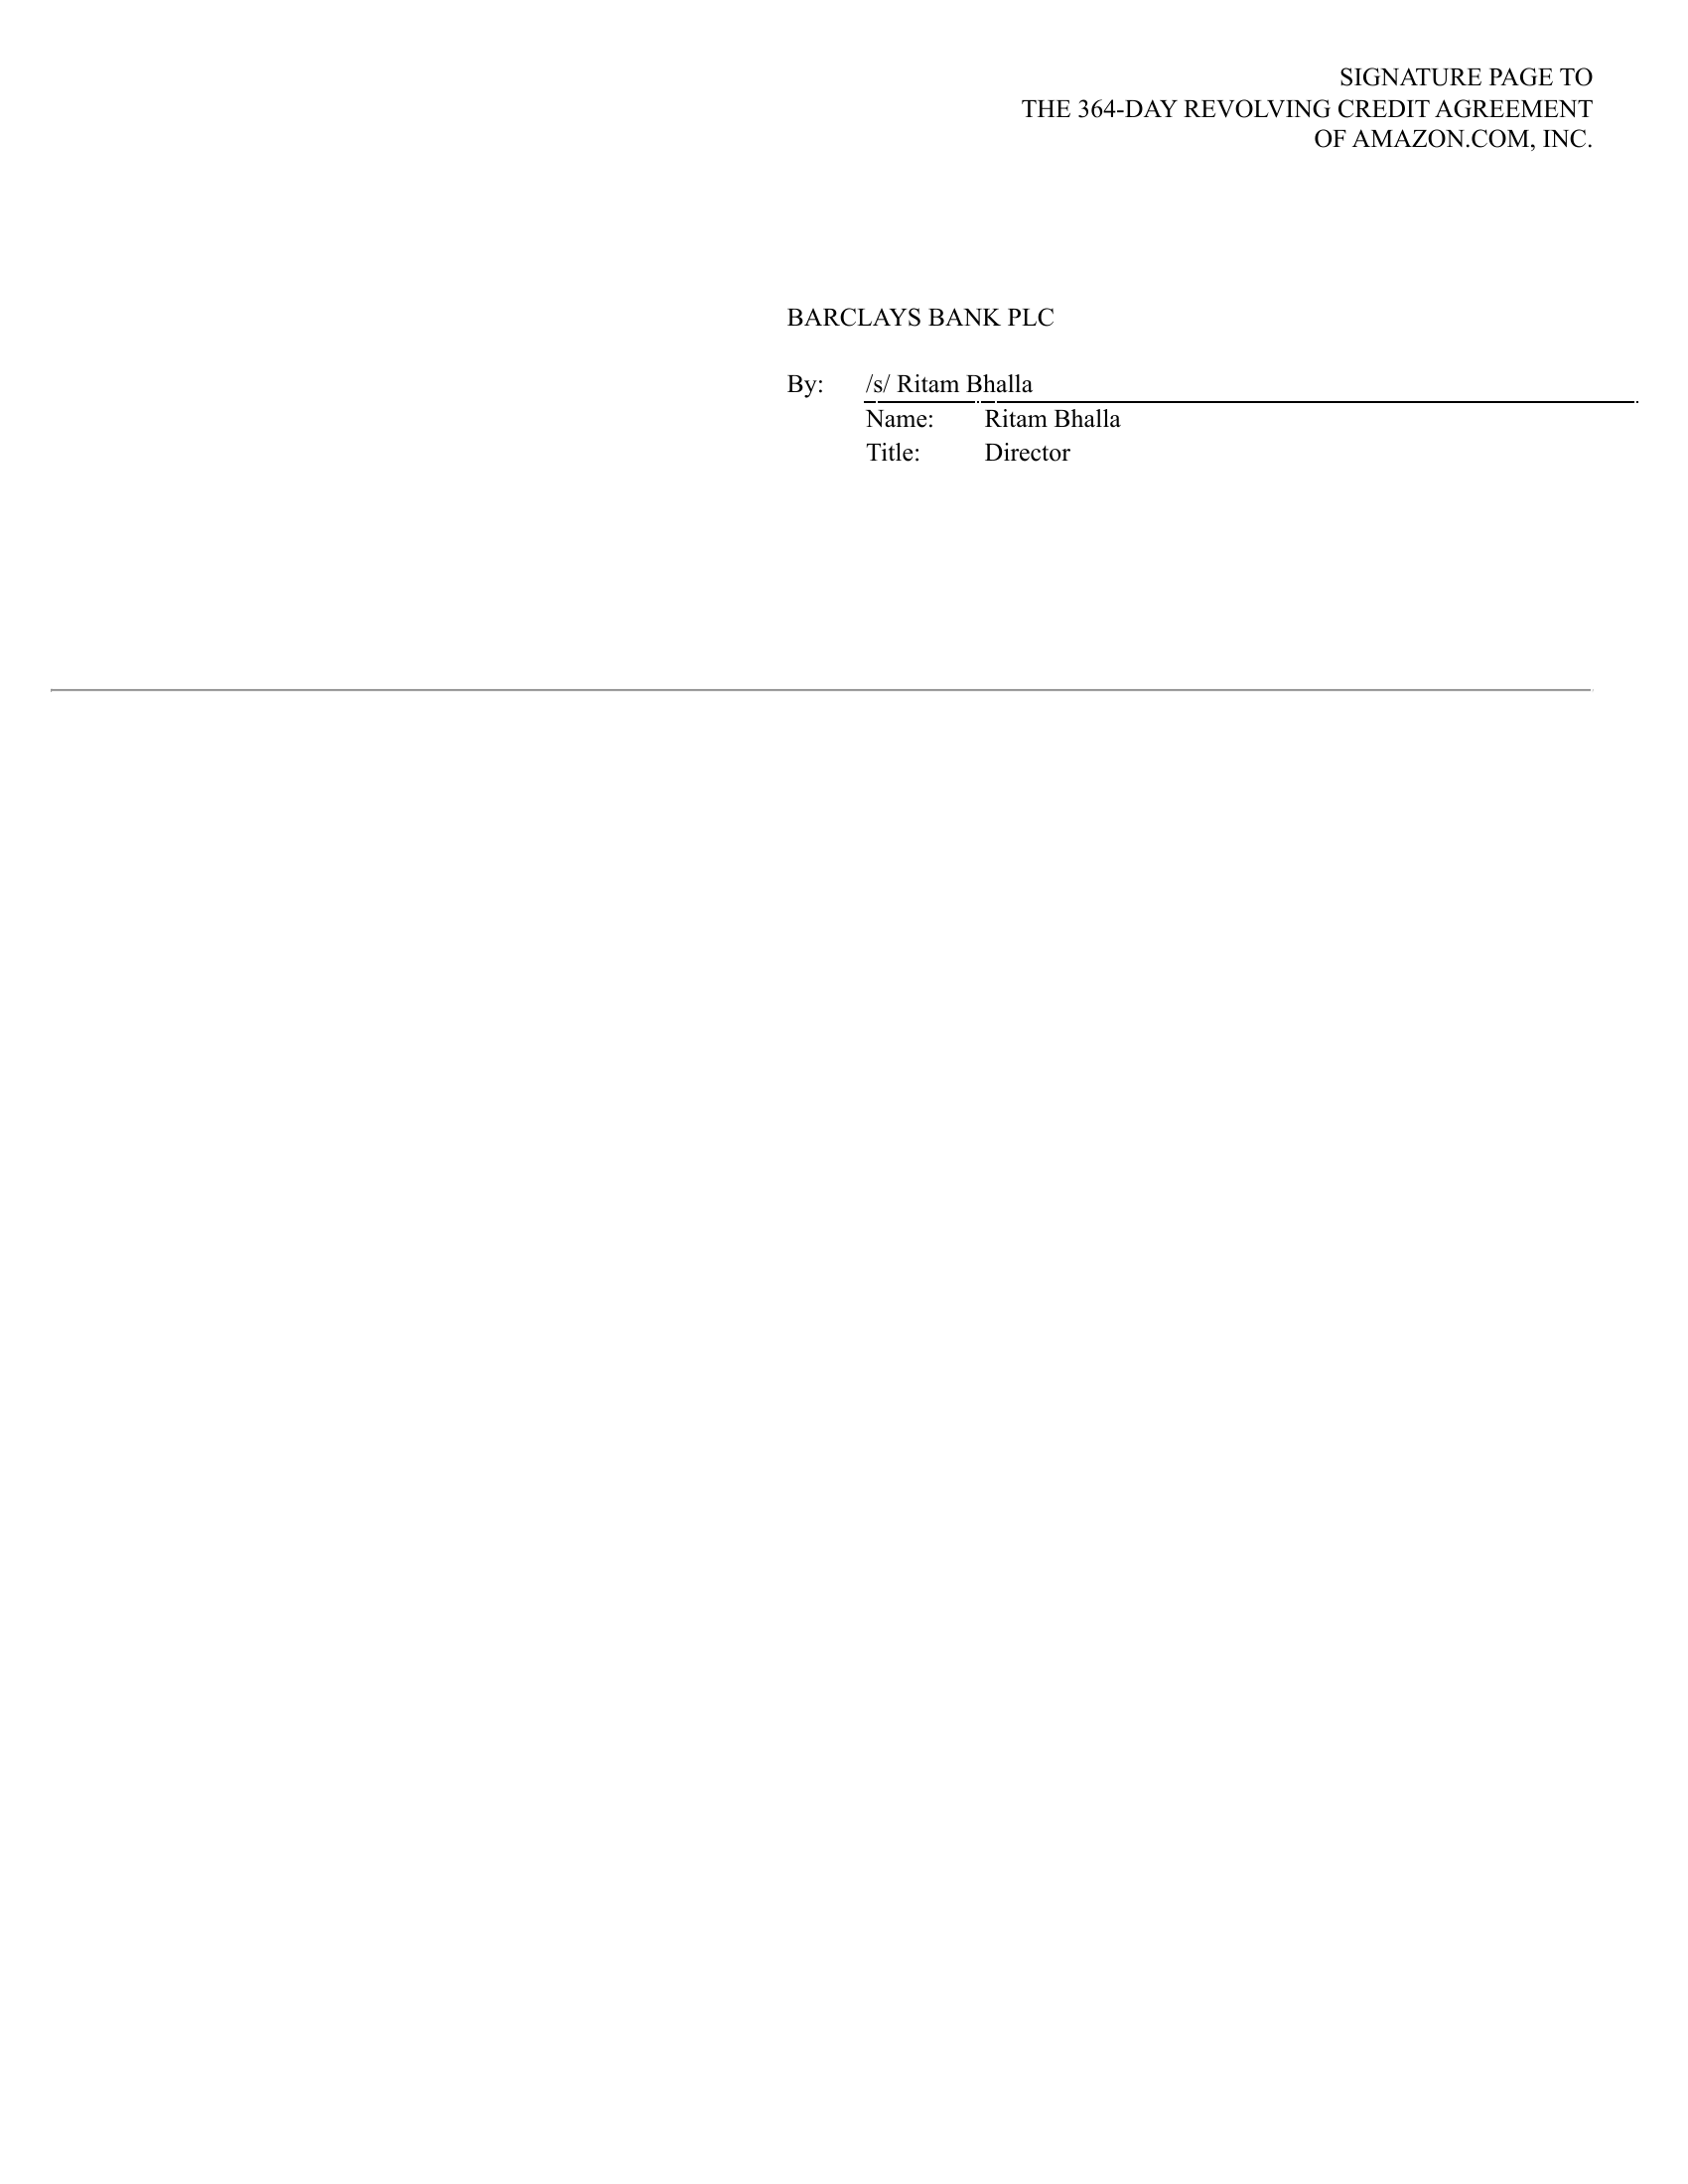 SIGNATURE PAGE TO
THE 364-DAY REVOLVING CREDIT AGREEMENT
OF AMAZON.COM, INC.
BARCLAYS BANK PLC
By: /s/ Ritam Bhalla
Name: Ritam Bhalla
Title: Director